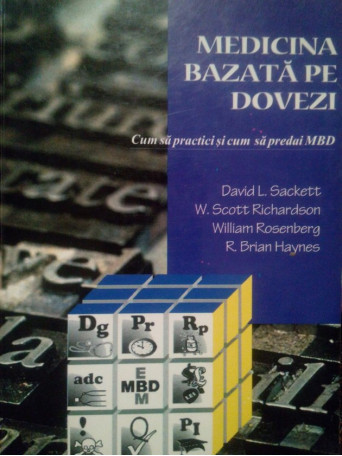 MEDICINA
BAZATĂ PE
DOVEZI
Cum să practici și cum să predai MBD
David L. Sackett
W. Scott Richardson
William Rosenberg
R. Brian Haynes
Dg
Pr
Rp
adc
E
MBD
M
PI